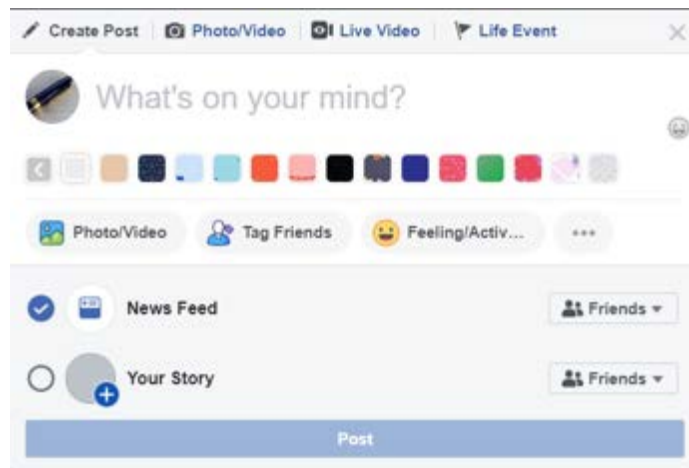 Create Post Photo/Video Live Video Life Event
What's on your mind?
Photo/Video Tag Friends Feeling/Activ...
News Feed Friends
Your Story Friends
Post